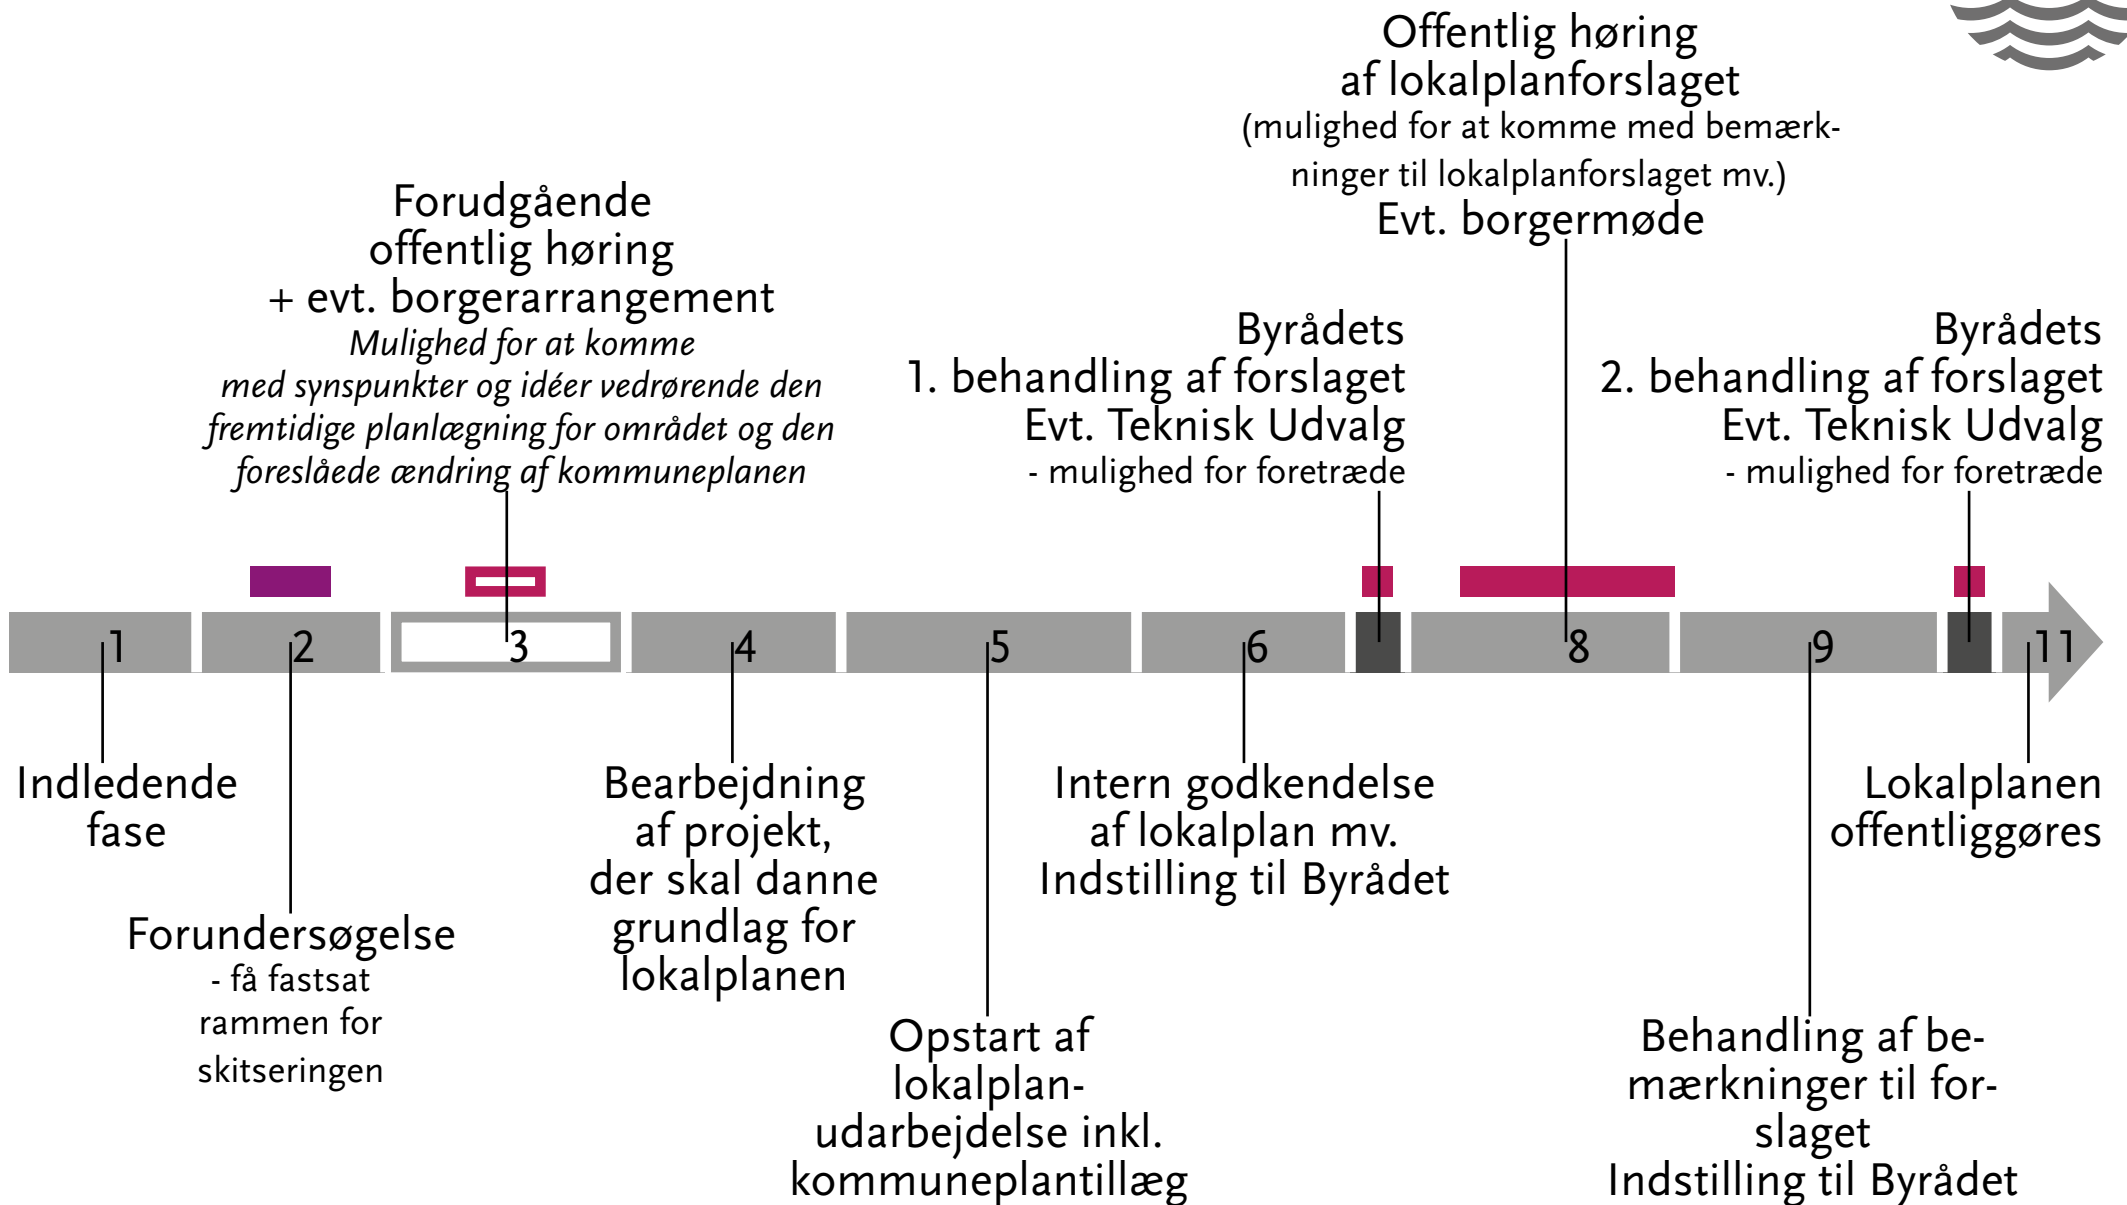 Offentlig høring
af lokalplanforslaget
(mulighed for at komme med bemærk-
ninger til lokalplanforslaget mv.)
Evt. borgermøde
Forudgående
offentlig høring
+ evt. borgerarrangement
Mulighed for at komme
med synspunkter og idéer vedrørende den
fremtidige planlægning for området og den
foreslåede ændring af kommuneplanen
Byrådets
1. behandling af forslaget
Evt. Teknisk Udvalg
- mulighed for foretræde
Byrådets
2. behandling af forslaget
Evt. Teknisk Udvalg
- mulighed for foretræde
1
2
3
4
5
6
8
9
11
Indledende
fase
Forundersøgelse
- få fastsat
rammen for
skitseringen
Bearbejdning
af projekt,
der skal danne
grundlag for
lokalplanen
Opstart af
lokalplan-
udarbejdelse inkl.
kommuneplantillæg
Intern godkendelse
af lokalplan mv.
Indstilling til Byrådet
Behandling af be-
mærkninger til for-
slaget
Indstilling til Byrådet
Lokalplanen
offentliggøres